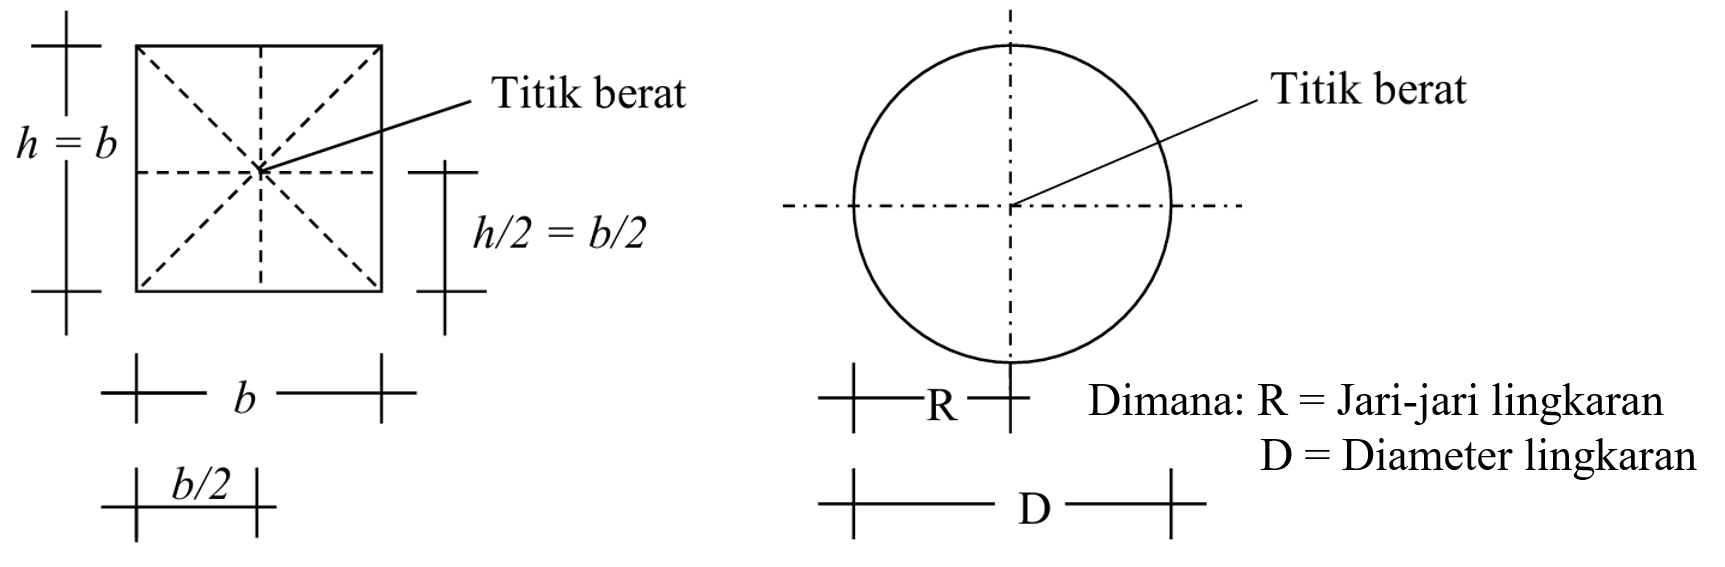 Titik berat
h = b
h/2 = b/2
b
b/2
Titik berat
R
Dimana: R = Jari-jari lingkaran
D = Diameter lingkaran
D